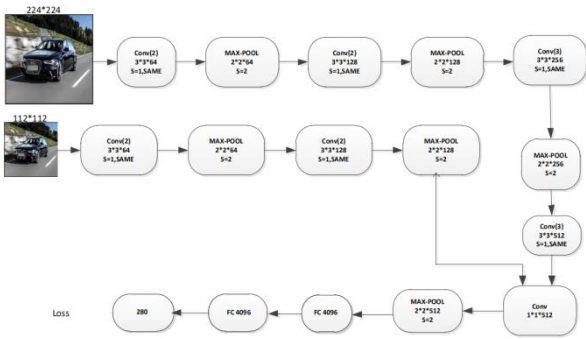 224*224
Conv(2)
3*3*64
S=1,SAME
MAX-POOL
2*2*64
S=2
Conv(2)
3*3*128
S=1,SAME
MAX-POOL
2*2*128
S=2
Conv(3)
3*3*256
S=1,SAME
112*112
Conv(2)
3*3*64
S=1,SAME
MAX-POOL
2*2*64
S=2
Conv(2)
3*3*128
S=1,SAME
MAX-POOL
2*2*128
S=2
MAX-POOL
2*2*256
S=2
Conv(3)
3*3*512
S=1,SAME
Loss
280
FC 4096
FC 4096
MAX-POOL
2*2*512
S=2
Conv
1*1*512